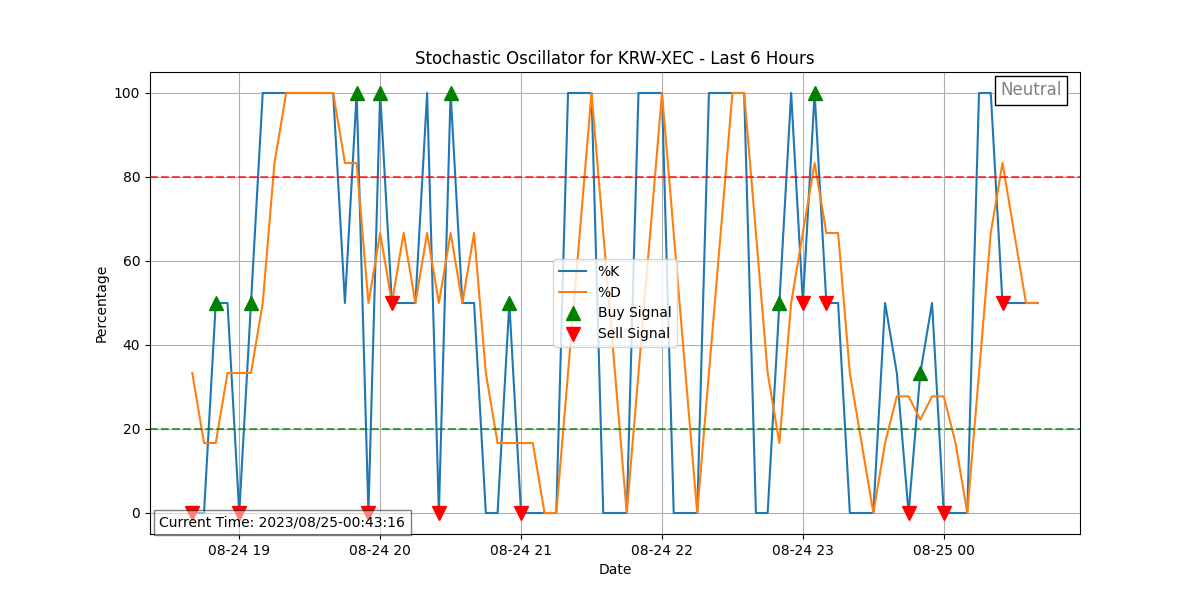 Stochastic Oscillator for KRW-XEC - Last 6 Hours
Neutral
Percentage
100
80
60
40
20
0
%K
%D
Buy Signal
Sell Signal
Current Time: 2023/08/25-00:43:16
08-24 19
08-24 20
08-24 21
08-24 22
08-24 23
08-25 00
Date